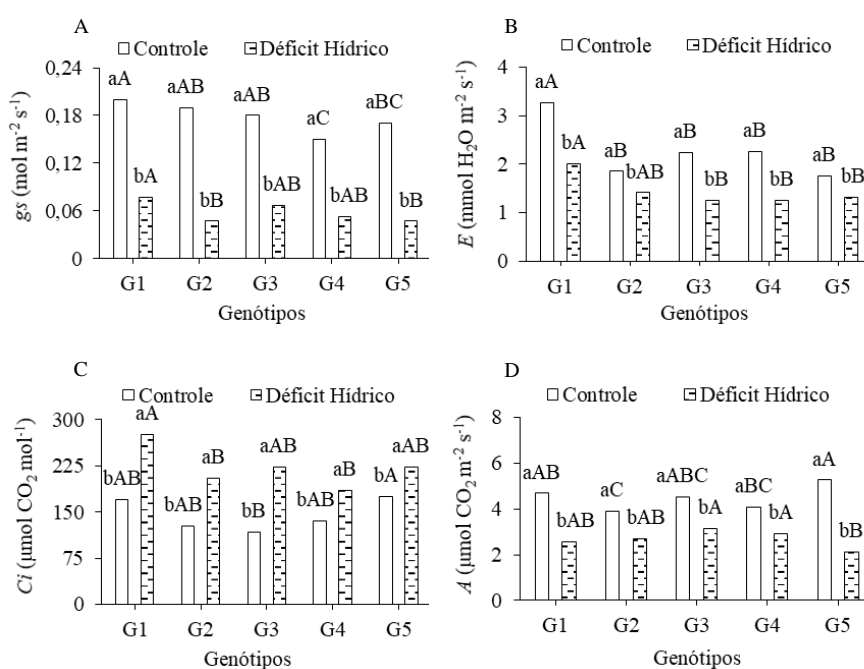 A
Controle Déficit Hídrico
gs (mol m-2 s-1)
0,24
0,18
0,12
0,06
0
aA bA aAB bB aAB bAB aC bAB aBC bB
G1 G2 G3 G4 G5
Genótipos
B
Controle Déficit Hídrico
E (mmol H2O m-2 s-1)
4
3
2
1
0
aA bA aB bAB aB bB aB bB aB bB
G1 G2 G3 G4 G5
Genótipos
C
Controle Déficit Hídrico
Ci (µmol CO2 mol-1)
300
225
150
75
0
bAB aA bAB aB bB aAB bAB aB bA aAB
G1 G2 G3 G4 G5
Genótipos
D
Controle Déficit Hídrico
A (µmol CO2 m-2 s-1)
8
6
4
2
0
aAB bAB aC bAB aABC bA aBC bA aA bB
G1 G2 G3 G4 G5
Genótipos